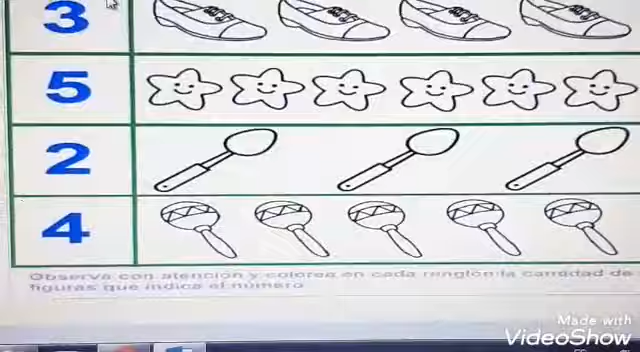 3
5
2
4
Observa con atención y colorea en cada renglón la cantidad de
figuras que indica el número
Made with
VideoShow